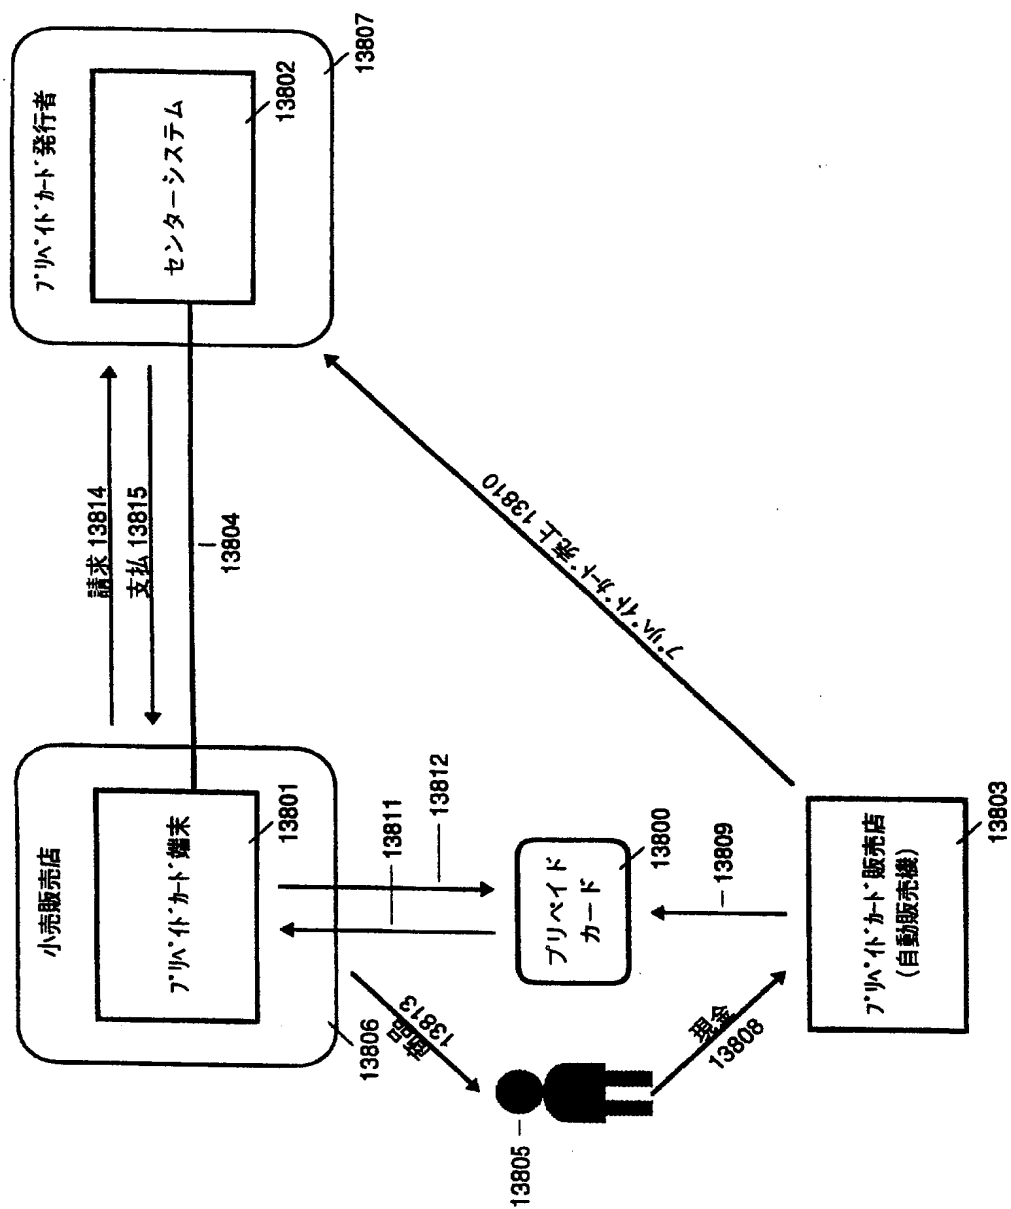 小売販売店
ﾌﾟﾘﾍﾟｲﾄﾞｶｰﾄﾞ発行者
請求 13814
支払 13815
ﾌﾟﾘﾍﾟｲﾄﾞｶｰﾄﾞ端末
センターシステム
13804
13801
13802
13806
13807
13811
商品
13813
13812
13805
プリペイド
カード
13800
ﾌﾟﾘﾍﾟｲﾄﾞｶｰﾄﾞ売上 13810
現金
13808
13809
ﾌﾟﾘﾍﾟｲﾄﾞｶｰﾄﾞ販売店
(自動販売機)
13803